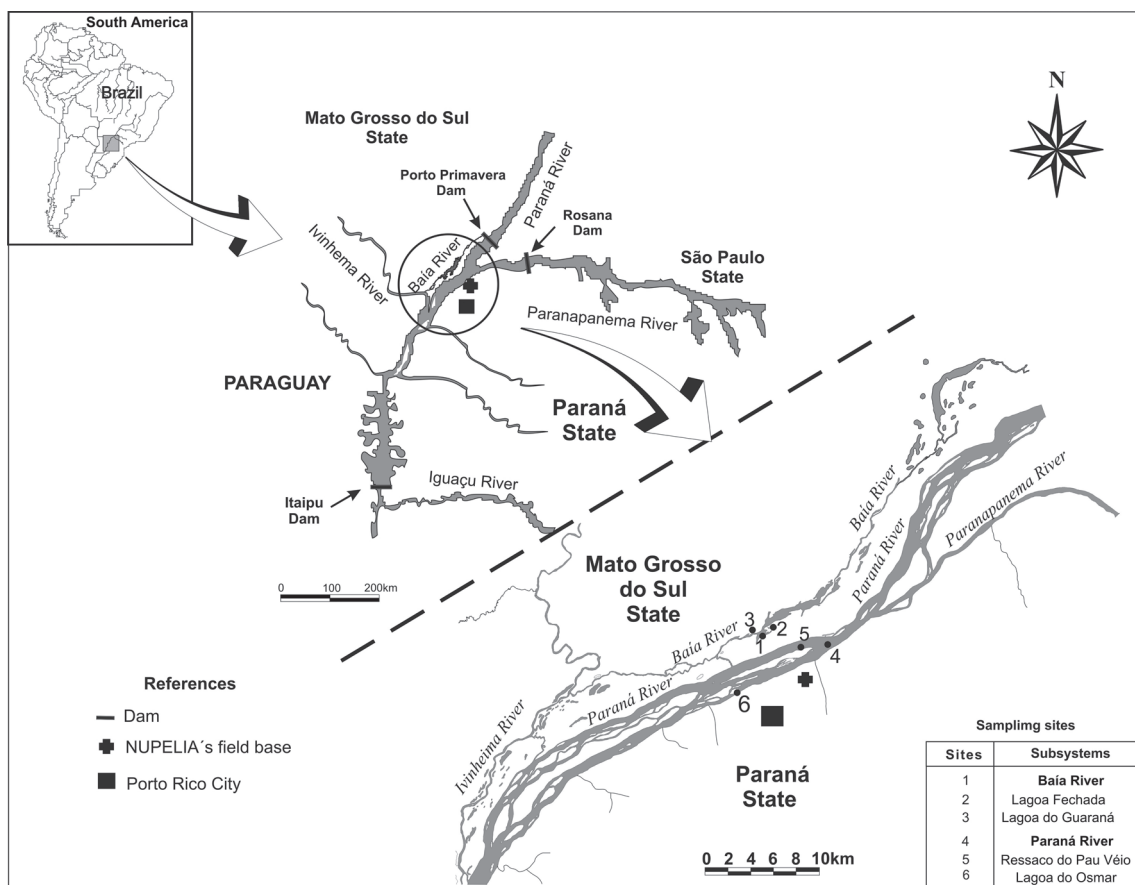 South America
Brazil
N
Mato Grosso do Sul
State
Porto Primavera
Dam
Paraná River
Rosana
Dam
Ivinhema River
Baía River
São Paulo
State
Paranapanema River
PARAGUAY
Paraná
State
Itaipu
Dam
Iguaçu River
0 100 200km
Mato Grosso
do Sul
State
Baía River
Paraná River
Paranapanema River
Baía River
3
2
1
5
4
6
Paraná River
Ivinheima River
Paraná
State
0 2 4 6 8 10km
References
Dam
NUPELIA´s field base
Porto Rico City
Samplimg sites
Sites Subsystems
1 Baía River
2 Lagoa Fechada
3 Lagoa do Guaraná
4 Paraná River
5 Ressaco do Pau Véio
6 Lagoa do Osmar